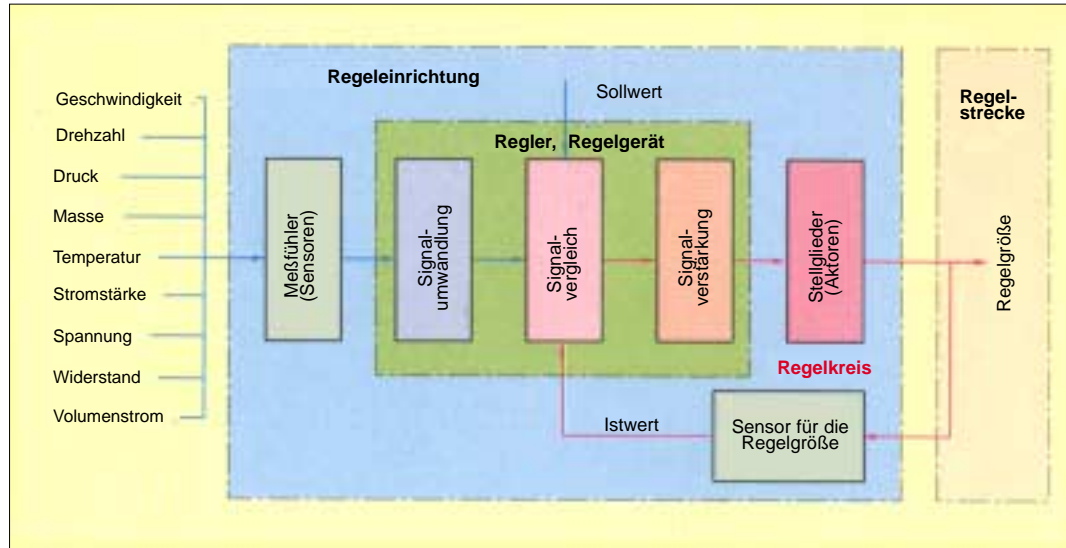 Regeleinrichtung
Sollwert
Regel-
strecke
Geschwindigkeit
Drehzahl
Druck
Masse
Temperatur
Stromstärke
Spannung
Widerstand
Volumenstrom
Regler, Regelgerät
Meßfühler
(Sensoren)
Signal-
umwandlung
Signal-
vergleich
Signal-
verstärkung
Stellglieder
(Aktoren)
Regelgröße
Regelkreis
Istwert
Sensor für die
Regelgröße